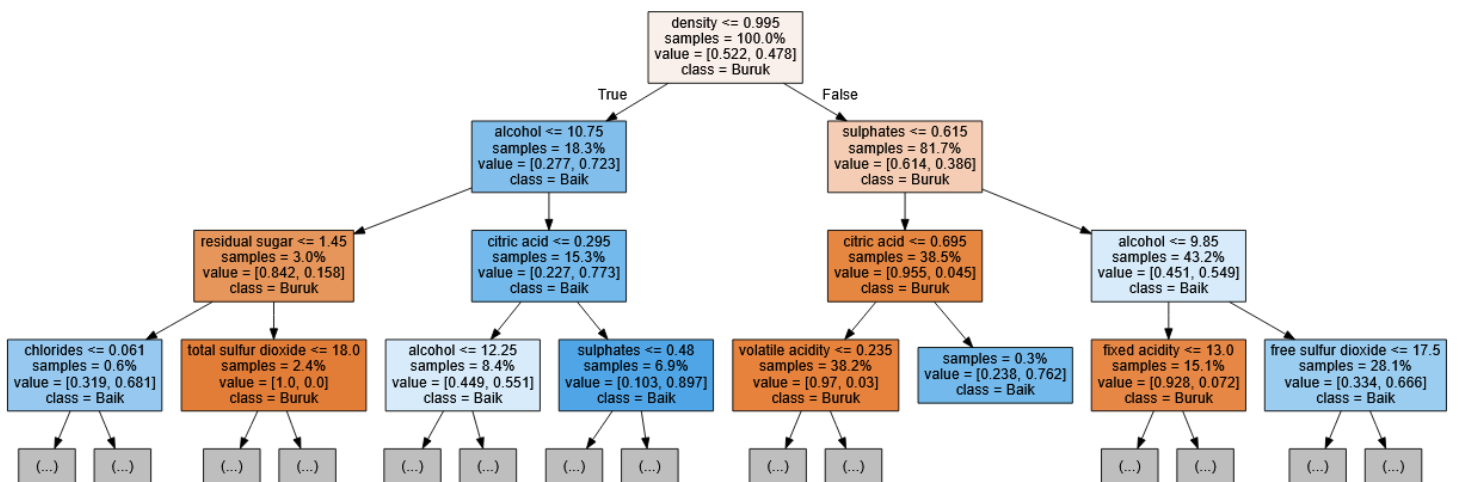 density <= 0.995
samples = 100.0%
value = [0.522, 0.478]
class = Buruk
True
False
alcohol <= 10.75
samples = 18.3%
value = [0.277, 0.723]
class = Baik
sulphates <= 0.615
samples = 81.7%
value = [0.614, 0.386]
class = Buruk
residual sugar <= 1.45
samples = 3.0%
value = [0.842, 0.158]
class = Buruk
citric acid <= 0.295
samples = 15.3%
value = [0.227, 0.773]
class = Baik
citric acid <= 0.695
samples = 38.5%
value = [0.955, 0.045]
class = Buruk
alcohol <= 9.85
samples = 43.2%
value = [0.451, 0.549]
class = Baik
chlorides <= 0.061
samples = 0.6%
value = [0.319, 0.681]
class = Baik
total sulfur dioxide <= 18.0
samples = 2.4%
value = [1.0, 0.0]
class = Buruk
alcohol <= 12.25
samples = 8.4%
value = [0.449, 0.551]
class = Baik
sulphates <= 0.48
samples = 6.9%
value = [0.103, 0.897]
class = Baik
volatile acidity <= 0.235
samples = 38.2%
value = [0.97, 0.03]
class = Buruk
samples = 0.3%
value = [0.238, 0.762]
class = Baik
fixed acidity <= 13.0
samples = 15.1%
value = [0.928, 0.072]
class = Buruk
free sulfur dioxide <= 17.5
samples = 28.1%
value = [0.334, 0.666]
class = Baik
(...)
(...)
(...)
(...)
(...)
(...)
(...)
(...)
(...)
(...)
(...)
(...)
(...)
(...)